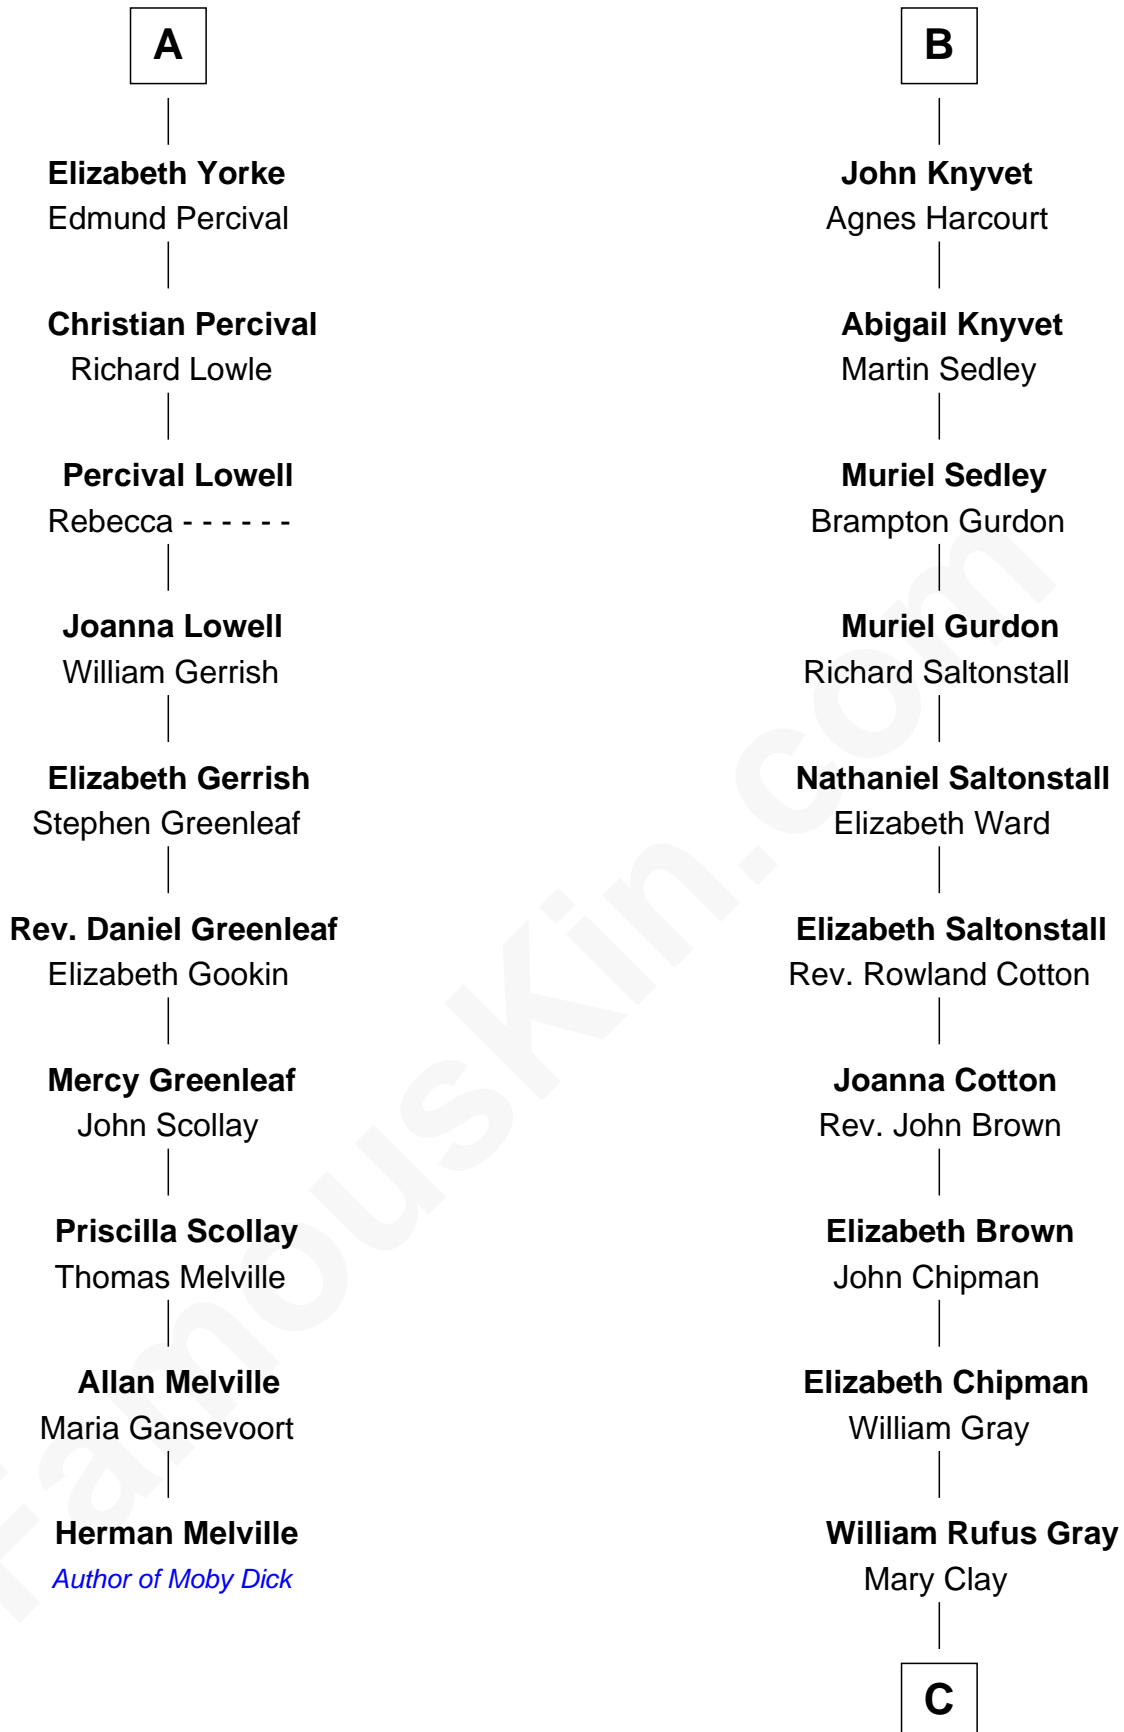 A
Elizabeth Yorke
Edmund Percival
Christian Percival
Richard Lowle
Percival Lowell
Rebecca - - - - - -
Joanna Lowell
William Gerrish
Elizabeth Gerrish
Stephen Greenleaf
Rev. Daniel Greenleaf
Elizabeth Gookin
Mercy Greenleaf
John Scollay
Priscilla Scollay
Thomas Melville
Allan Melville
Maria Gansevoort
Herman Melville
Author of Moby Dick
B
John Knyvet
Agnes Harcourt
Abigail Knyvet
Martin Sedley
Muriel Sedley
Brampton Gurdon
Muriel Gurdon
Richard Saltonstall
Nathaniel Saltonstall
Elizabeth Ward
Elizabeth Saltonstall
Rev. Rowland Cotton
Joanna Cotton
Rev. John Brown
Elizabeth Brown
John Chipman
Elizabeth Chipman
William Gray
William Rufus Gray
Mary Clay
C
FamousKin.com